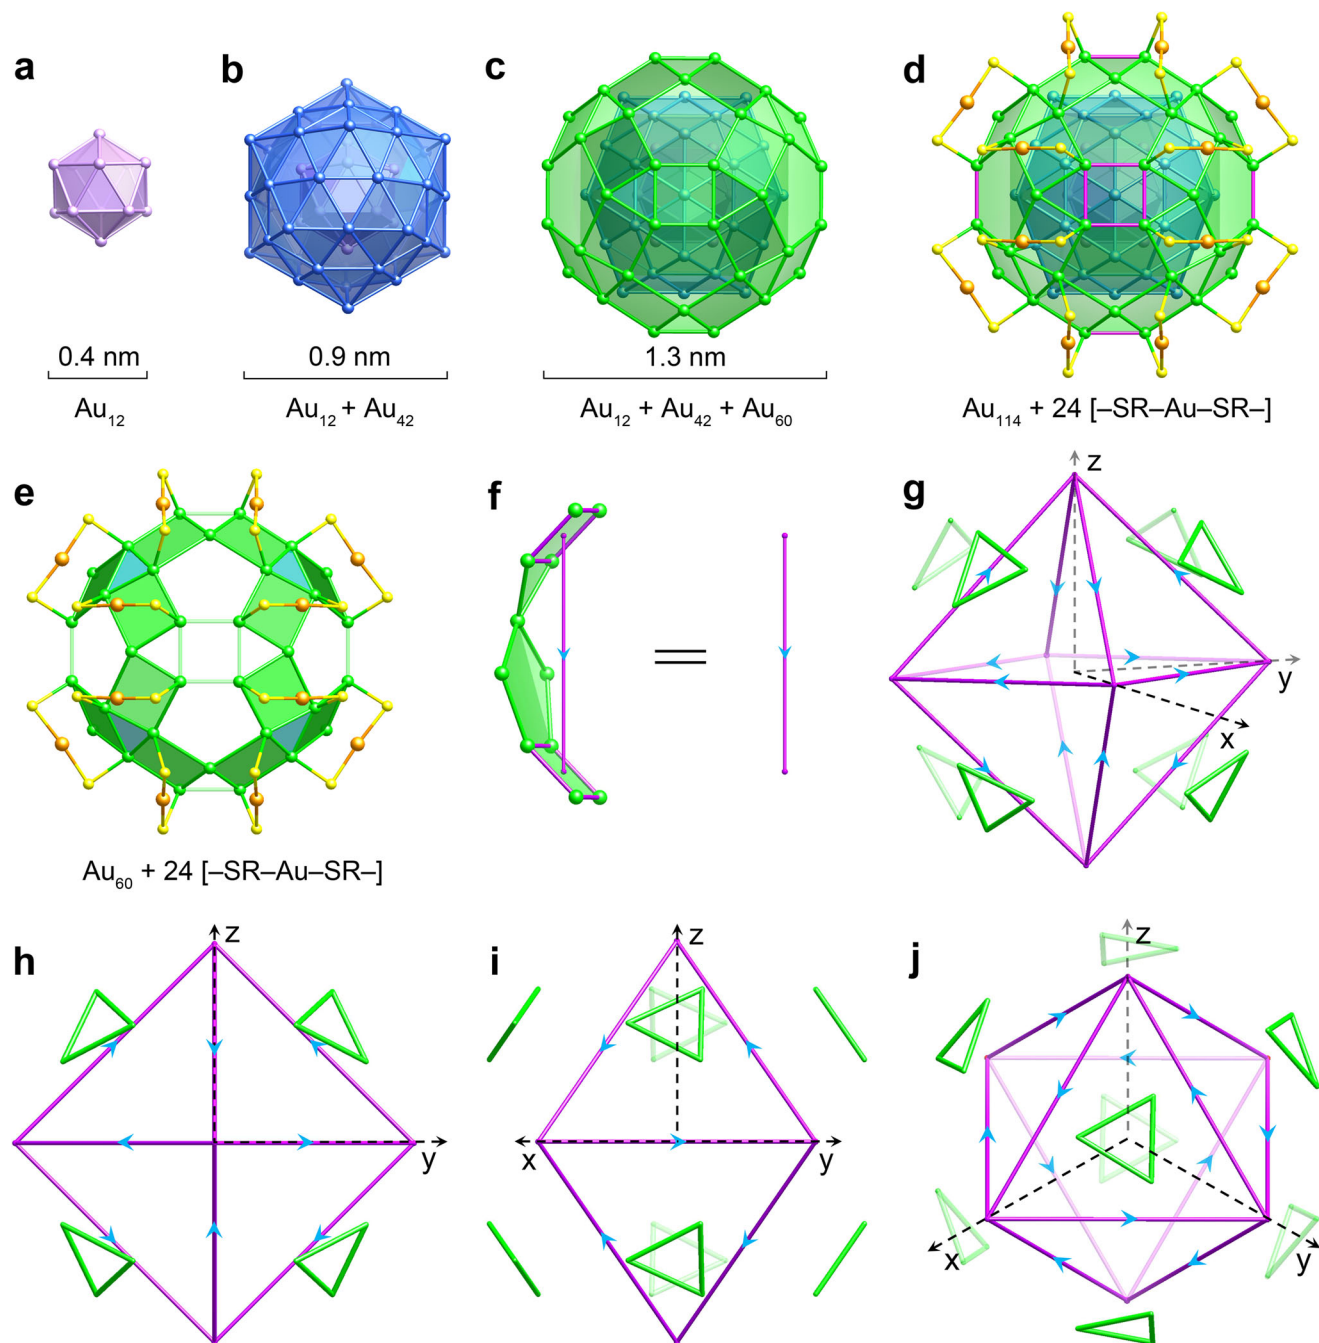 a
b
c
d
0.4 nm
0.9 nm
1.3 nm
Au₁₂
Au₁₂ + Au₄₂
Au₁₂ + Au₄₂ + Au₆₀
Au₁₁₄ + 24 [–SR–Au–SR–]
e
f
g
z
y
x
Au₆₀ + 24 [–SR–Au–SR–]
h
z
y
i
z
x
y
j
z
x
y